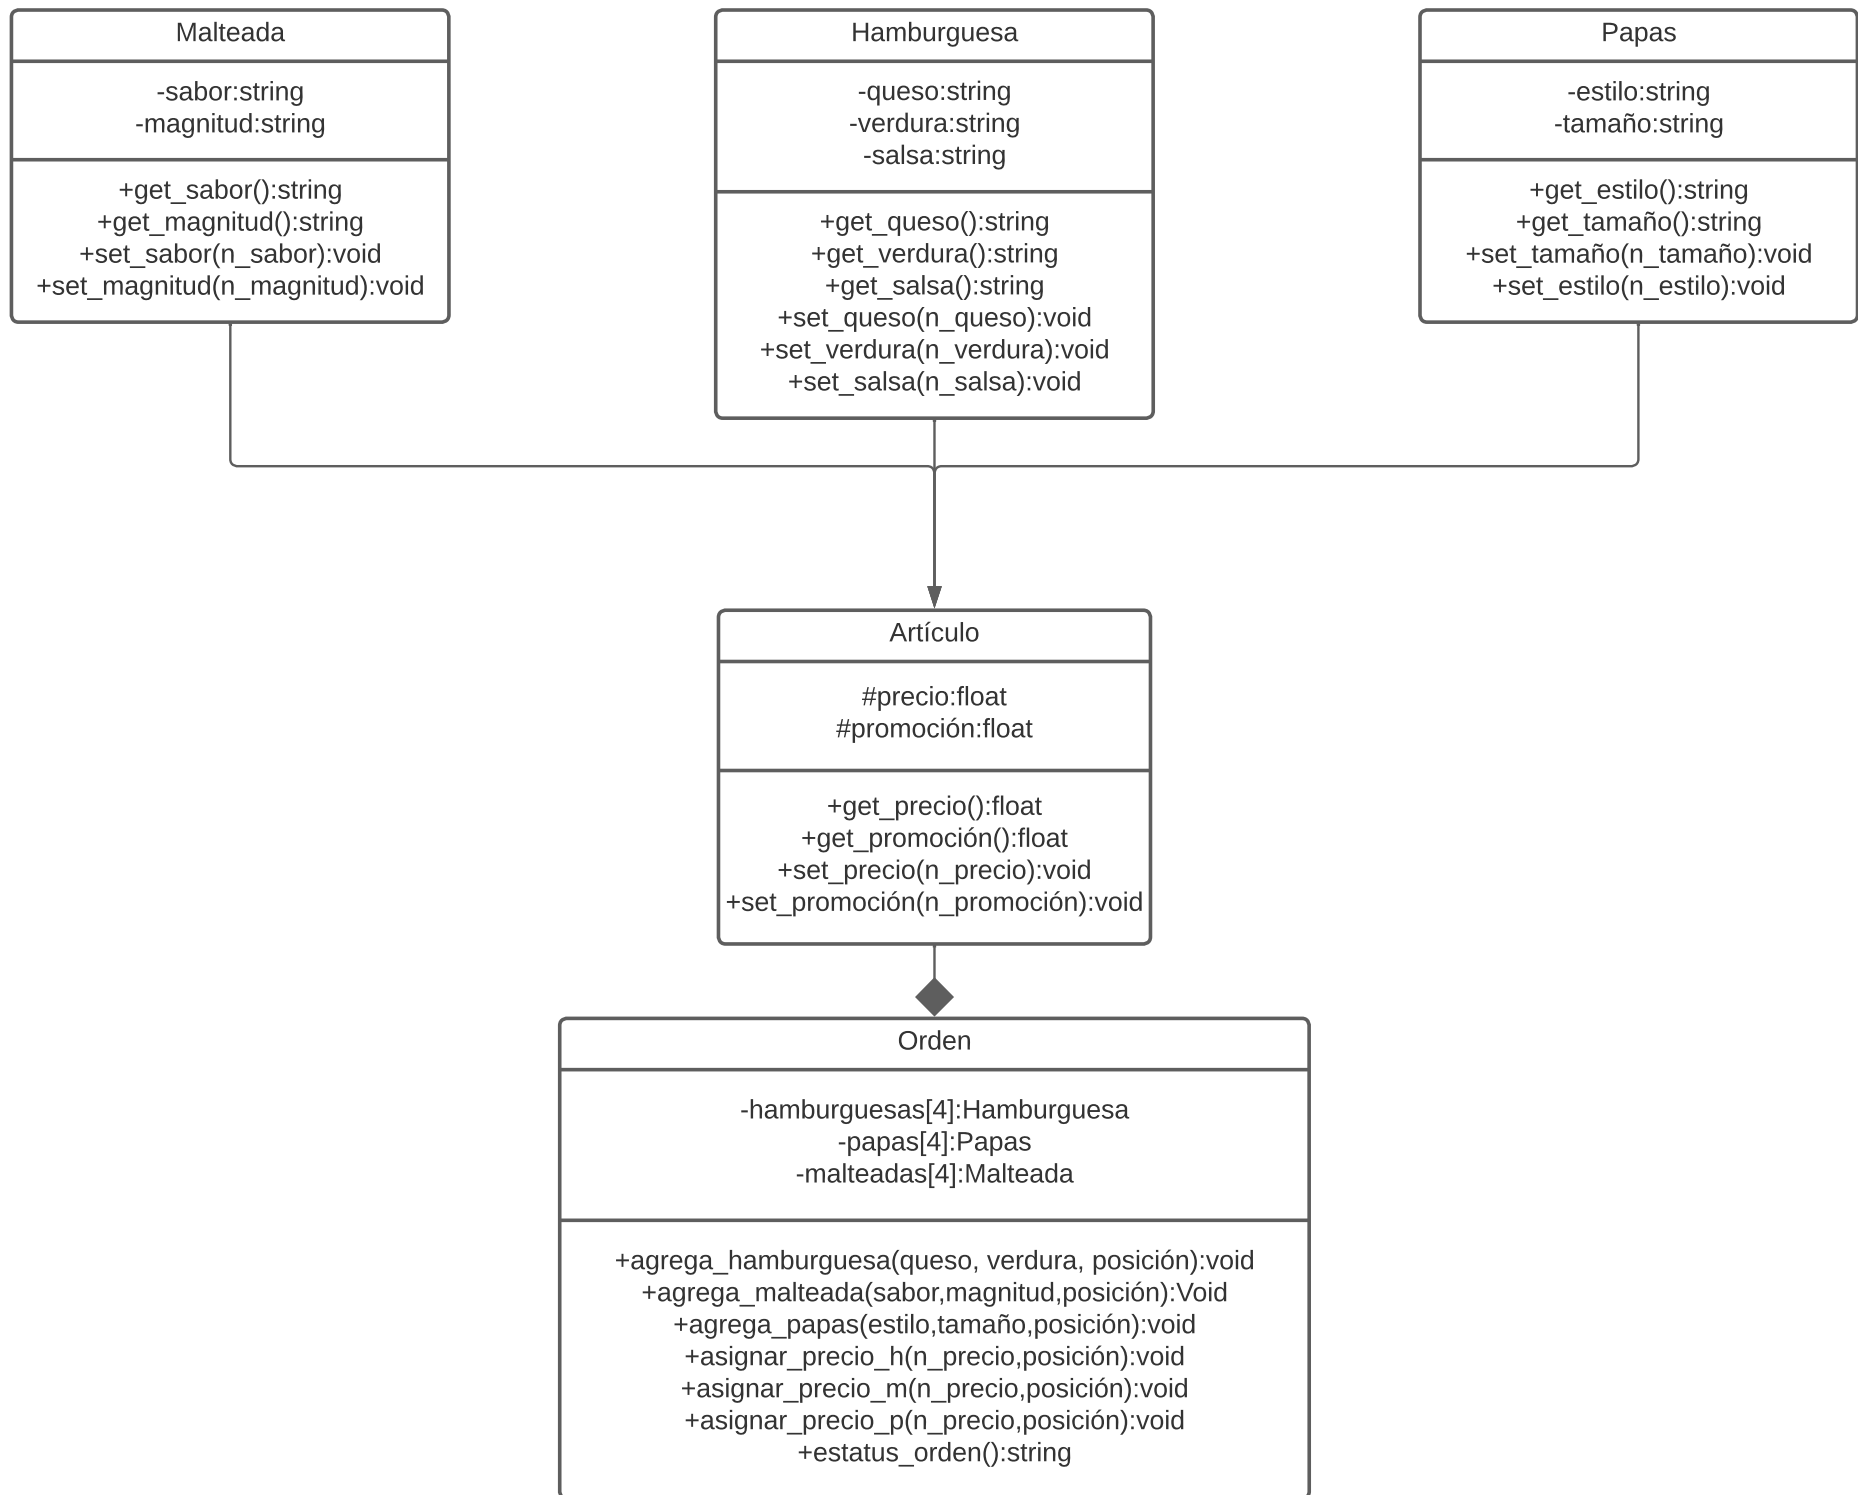 Malteada
-sabor:string
-magnitud:string
+get_sabor():string
+get_magnitud():string
+set_sabor(n_sabor):void
+set_magnitud(n_magnitud):void
Hamburguesa
-queso:string
-verdura:string
-salsa:string
+get_queso():string
+get_verdura():string
+get_salsa():string
+set_queso(n_queso):void
+set_verdura(n_verdura):void
+set_salsa(n_salsa):void
Papas
-estilo:string
-tamaño:string
+get_estilo():string
+get_tamaño():string
+set_tamaño(n_tamaño):void
+set_estilo(n_estilo):void
Artículo
#precio:float
#promoción:float
+get_precio():float
+get_promoción():float
+set_precio(n_precio):void
+set_promoción(n_promoción):void
Orden
-hamburguesas[4]:Hamburguesa
-papas[4]:Papas
-malteadas[4]:Malteada
+agrega_hamburguesa(queso, verdura, posición):void
+agrega_malteada(sabor,magnitud,posición):Void
+agrega_papas(estilo,tamaño,posición):void
+asignar_precio_h(n_precio,posición):void
+asignar_precio_m(n_precio,posición):void
+asignar_precio_p(n_precio,posición):void
+estatus_orden():string